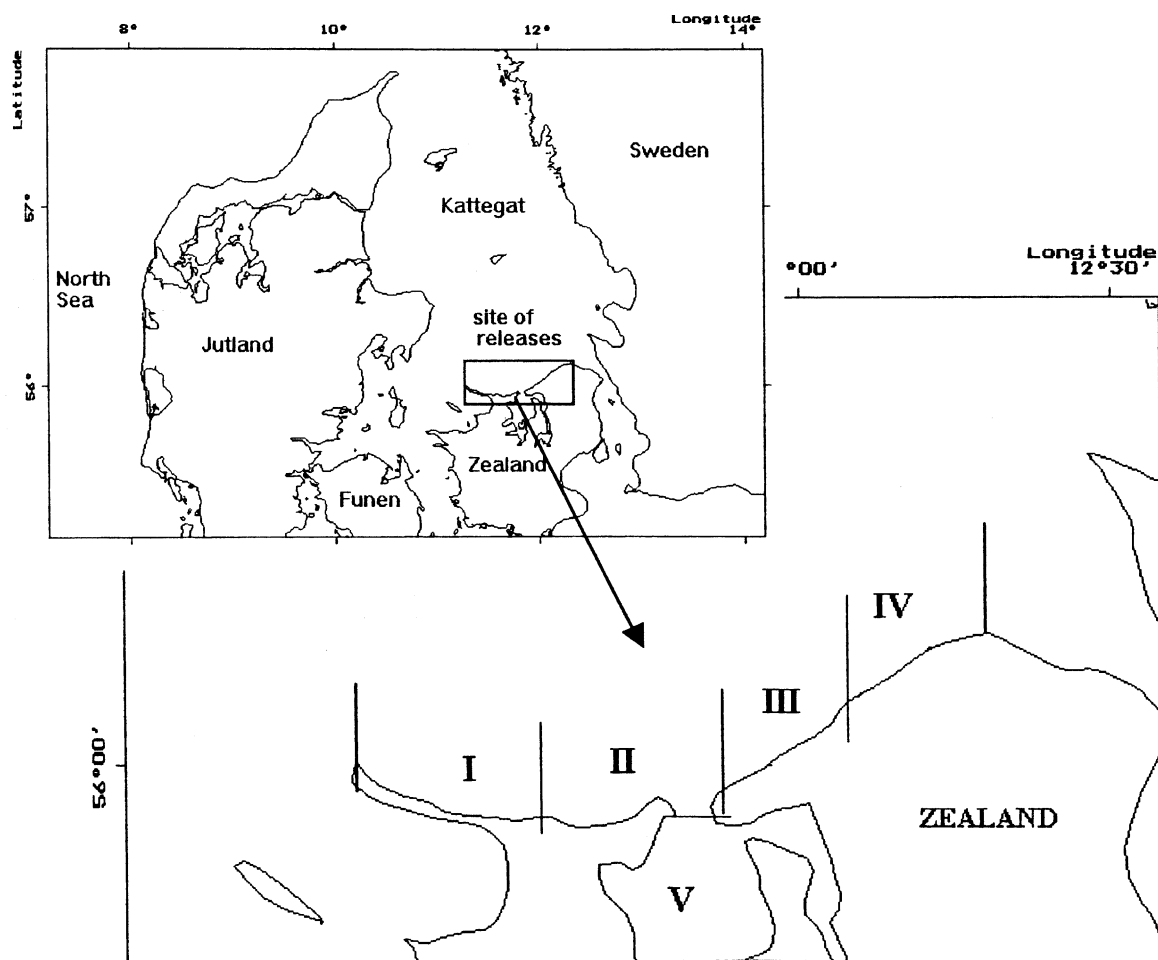 Longitude
8° 10° 12° 14°
Latitude
57°
56°
Sweden
Kattegat
North
Sea
Jutland
site of
releases
Zealand
Funen
Longitude
°00' 12°30'
56°00'
I
II
III
IV
V
ZEALAND